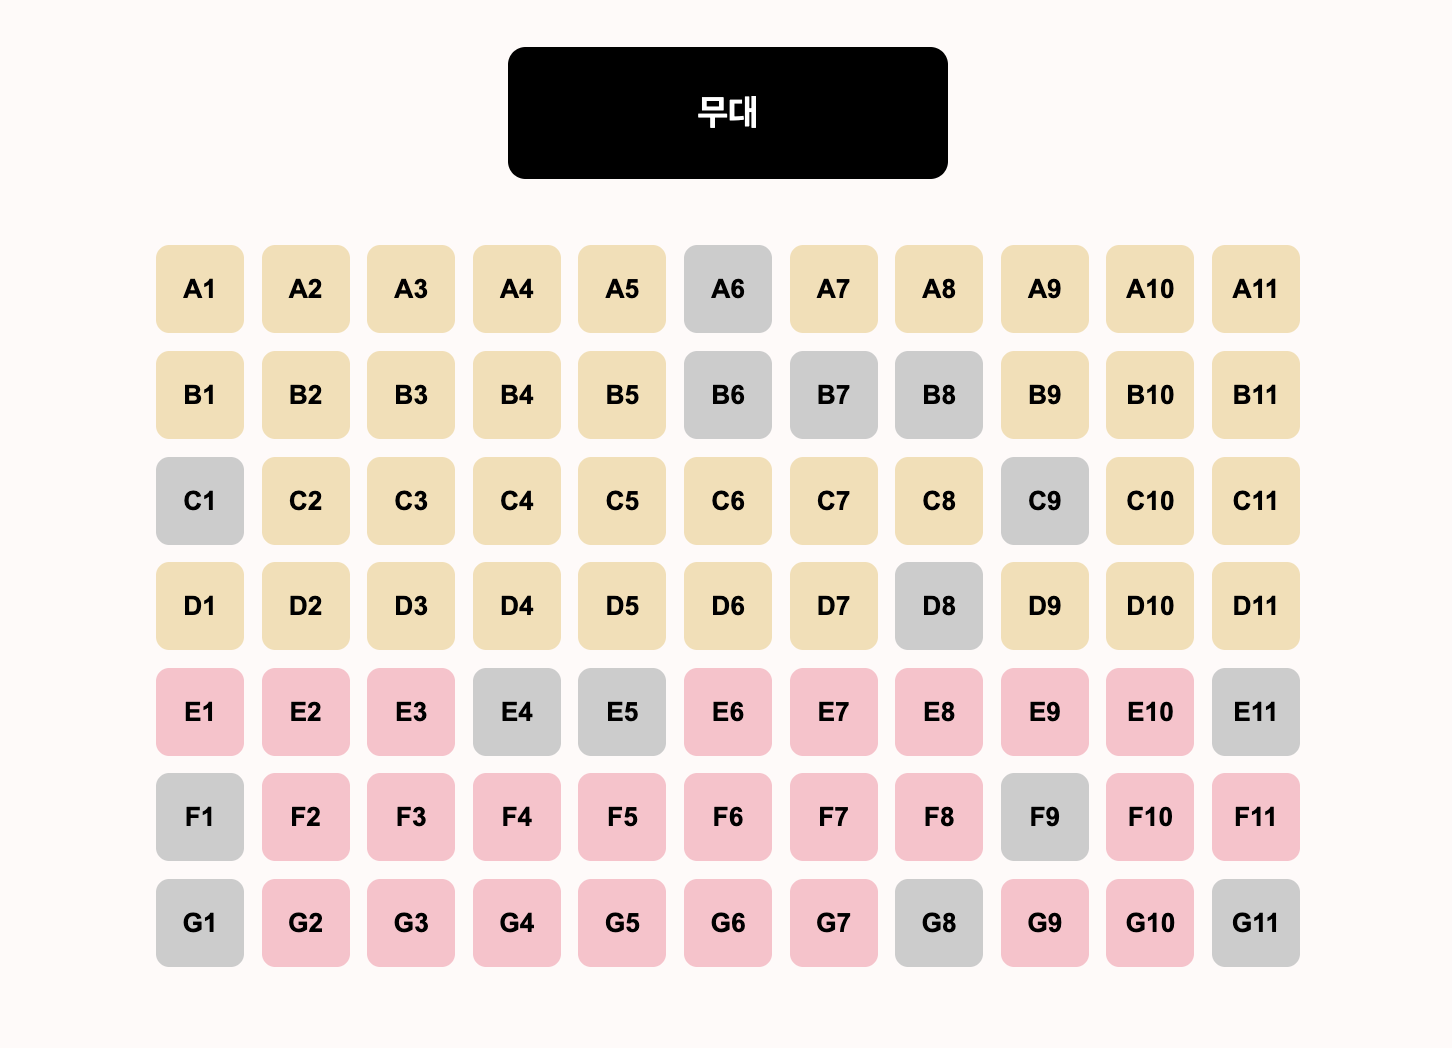 무대
A1 A2 A3 A4 A5 A6 A7 A8 A9 A10 A11
B1 B2 B3 B4 B5 B6 B7 B8 B9 B10 B11
C1 C2 C3 C4 C5 C6 C7 C8 C9 C10 C11
D1 D2 D3 D4 D5 D6 D7 D8 D9 D10 D11
E1 E2 E3 E4 E5 E6 E7 E8 E9 E10 E11
F1 F2 F3 F4 F5 F6 F7 F8 F9 F10 F11
G1 G2 G3 G4 G5 G6 G7 G8 G9 G10 G11